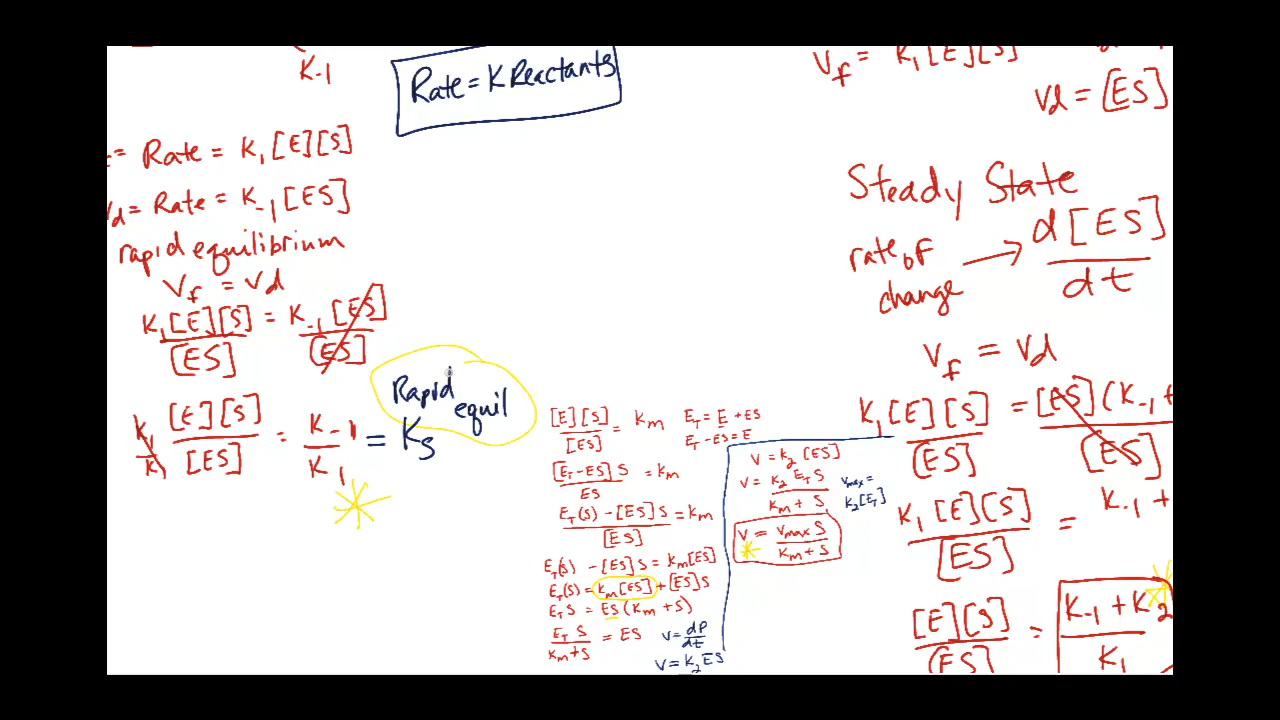 K-1
Rate = K Reactants
= Rate = K1[E][S]
Vd = Rate = K-1[ES]
rapid equilibrium
Vf = Vd
K1[E][S] = K-1[ES]
[ES] [ES]
K1 [E][S] = K-1 = Ks
K1 [ES] K1
Rapid
equil
[E][S] = Km
[ES]
ET = E + ES
ET - ES = E
[ET - ES] S = Km
ES
ET(S) - [ES] S = Km
[ES]
ET(S) - [ES] S = Km[ES]
ET(S) = Km[ES] + [ES] S
ET S = ES (Km + S)
ET S = ES
Km + S
V = dP
dt
V = K2 ES
V = K2 [ES]
V = K2 ET S
Km + S
Vmax =
K2[ET]
V = Vmax S
Km + S
Vf = K1[E][S]
Vd = [ES]
Steady State
rate of
change → d[ES]
dt
Vf = Vd
K1[E][S] = [ES](K-1 +
[ES] [ES]
K1[E][S] = K-1 +
[ES]
[E][S] = K-1 + K2
[ES] K1